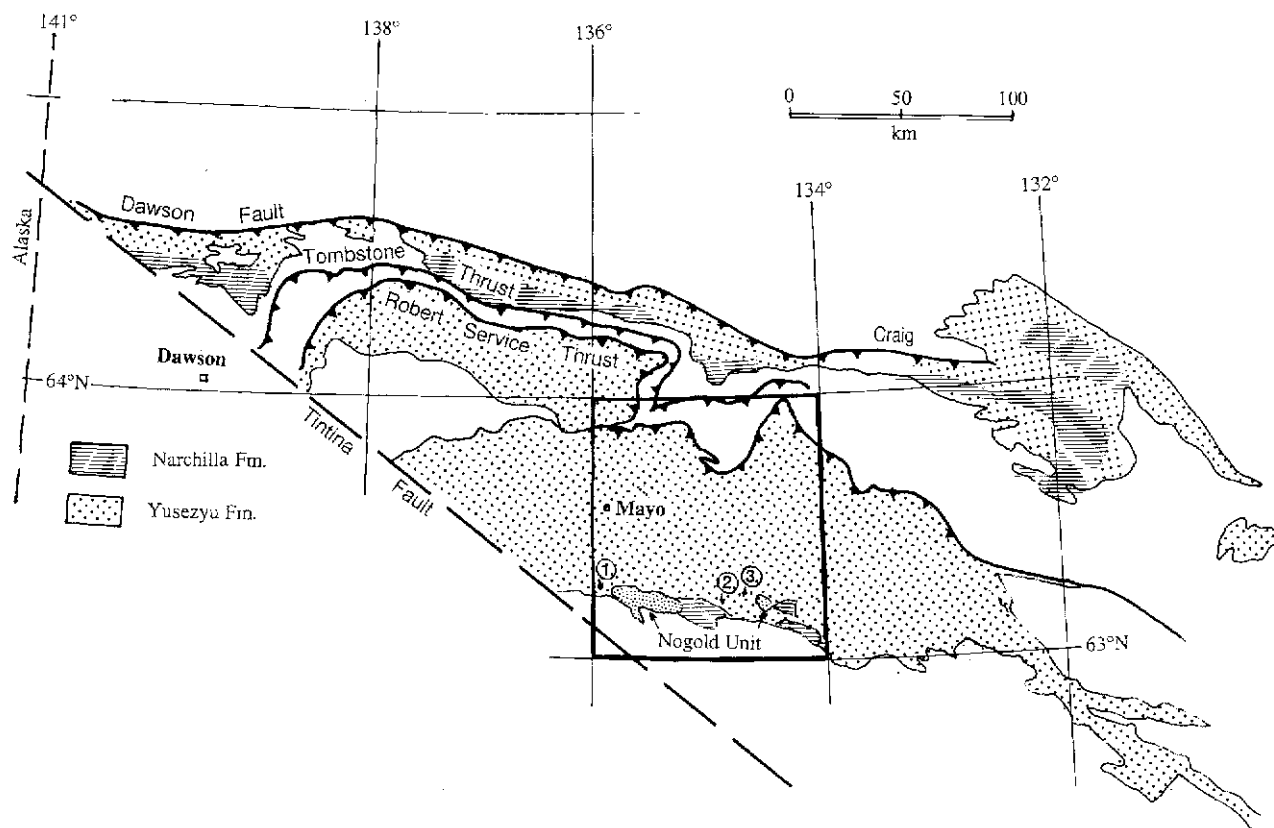 141°
138°
136°
0 50 100
km
134°
132°
Dawson Fault
Alaska
Tombstone
Thrust
Robert Service Thrust
Craig
Dawson
64°N
Tintina
Fault
Narchilla Fm.
Yusezyu Fm.
Mayo
1.
2.
3.
Nogold Unit
63°N